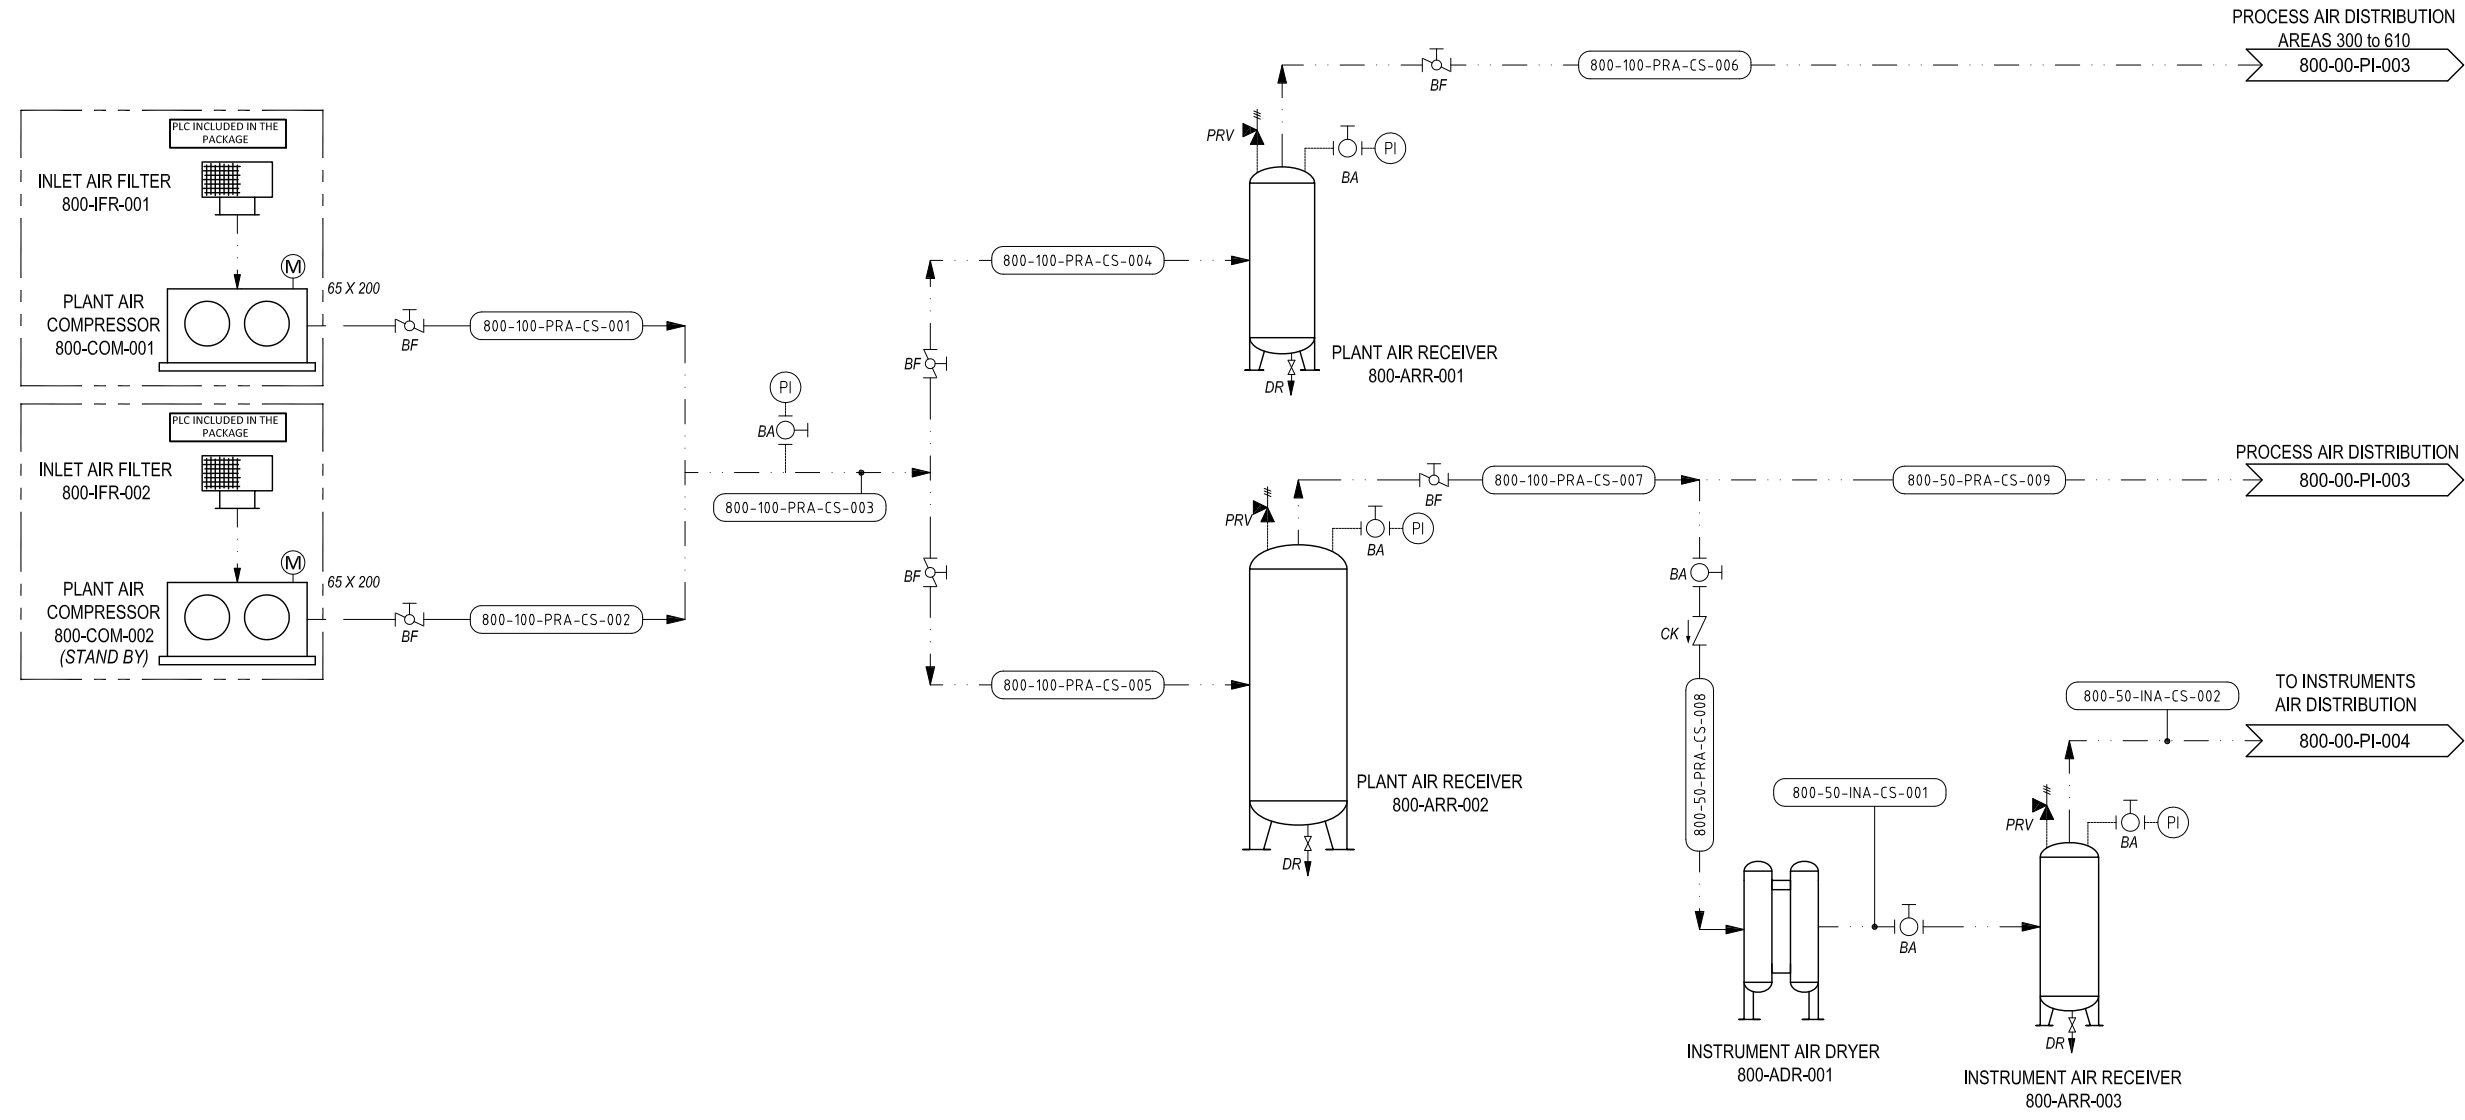 PROCESS AIR DISTRIBUTION
AREAS 300 to 610
800-00-PI-003
800-100-PRA-CS-006
BF
PRV
PI
BA
PLC INCLUDED IN THE
PACKAGE
INLET AIR FILTER
800-IFR-001
M
65 X 200
PLANT AIR
COMPRESSOR
800-COM-001
BF
800-100-PRA-CS-001
800-100-PRA-CS-004
BF
PLANT AIR RECEIVER
800-ARR-001
DR
PI
BA
PLC INCLUDED IN THE
PACKAGE
INLET AIR FILTER
800-IFR-002
M
65 X 200
PLANT AIR
COMPRESSOR
800-COM-002
(STAND BY)
BF
800-100-PRA-CS-002
800-100-PRA-CS-003
BF
800-100-PRA-CS-005
PRV
PI
BA
BF
800-100-PRA-CS-007
800-50-PRA-CS-009
PROCESS AIR DISTRIBUTION
800-00-PI-003
BA
CK
800-50-PRA-CS-008
PLANT AIR RECEIVER
800-ARR-002
DR
TO INSTRUMENTS
AIR DISTRIBUTION
800-00-PI-004
800-50-INA-CS-002
800-50-INA-CS-001
PRV
PI
BA
BA
DR
INSTRUMENT AIR DRYER
800-ADR-001
INSTRUMENT AIR RECEIVER
800-ARR-003